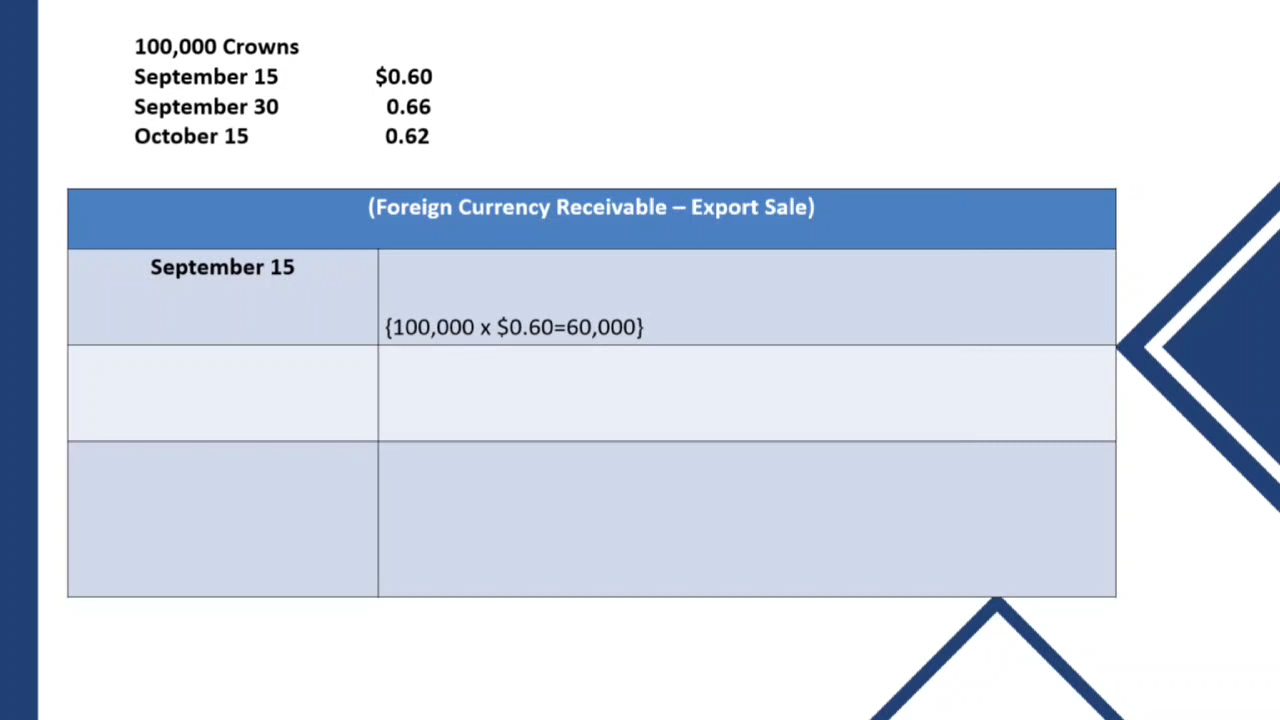 100,000 Crowns
September 15 $0.60
September 30 0.66
October 15 0.62
(Foreign Currency Receivable – Export Sale)
September 15
{100,000 x $0.60=60,000}